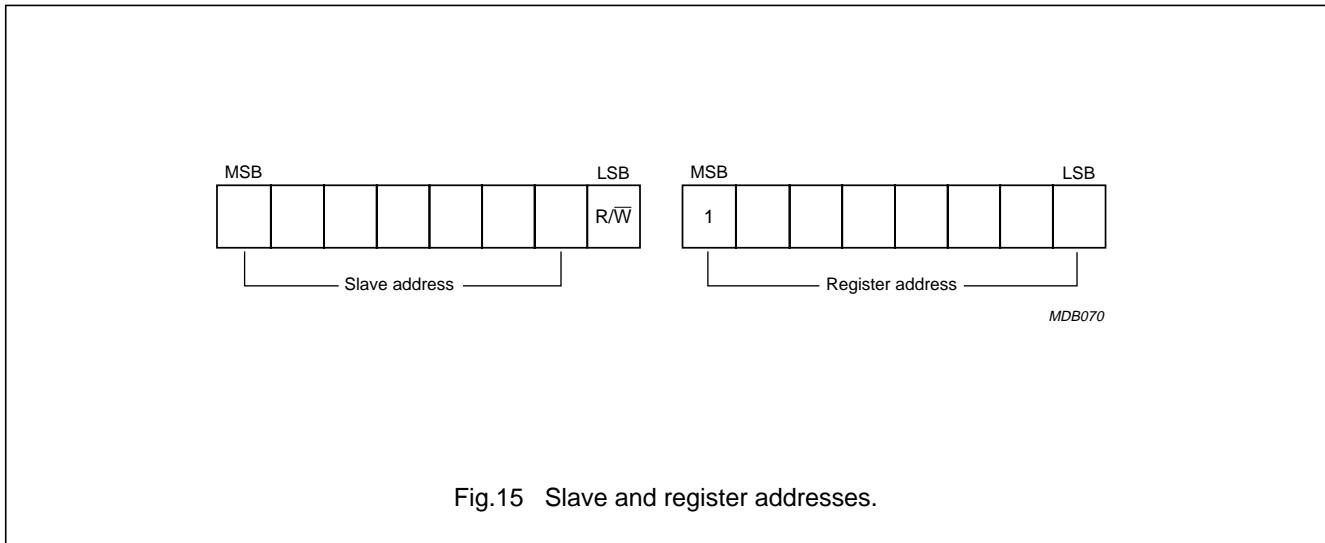 MSB LSB MSB LSB
R/W̅ 1
Slave address Register address
MDB070
Fig.15 Slave and register addresses.